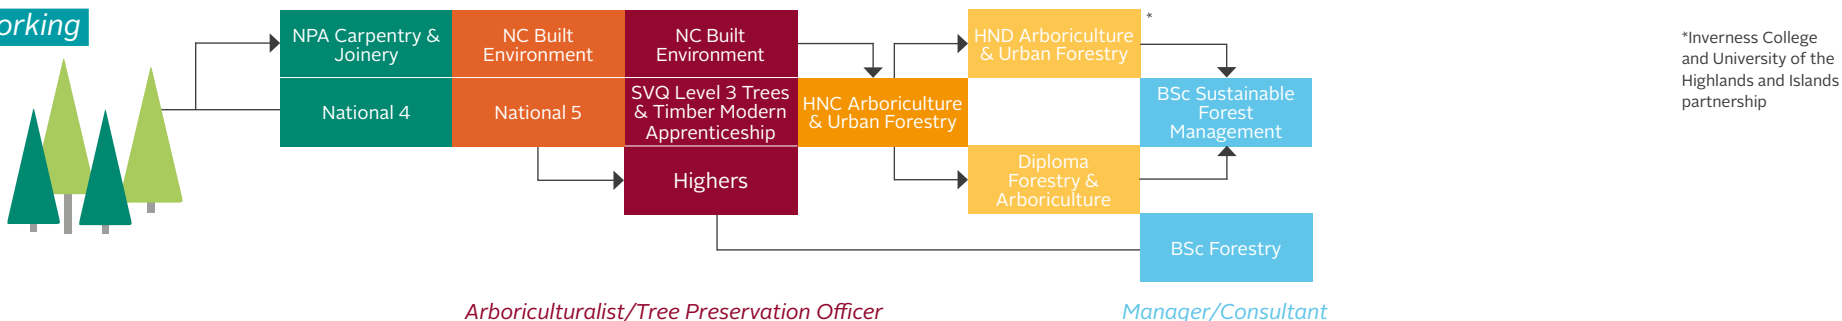 orking
NPA Carpentry &
Joinery
NC Built
Environment
NC Built
Environment
HND Arboriculture
& Urban Forestry
*
*Inverness College
and University of the
Highlands and Islands
partnership
National 4
National 5
SVQ Level 3 Trees
& Timber Modern
Apprenticeship
HNC Arboriculture
& Urban Forestry
BSc Sustainable
Forest
Management
Highers
Diploma
Forestry &
Arboriculture
BSc Forestry
Arboriculturalist/Tree Preservation Officer
Manager/Consultant